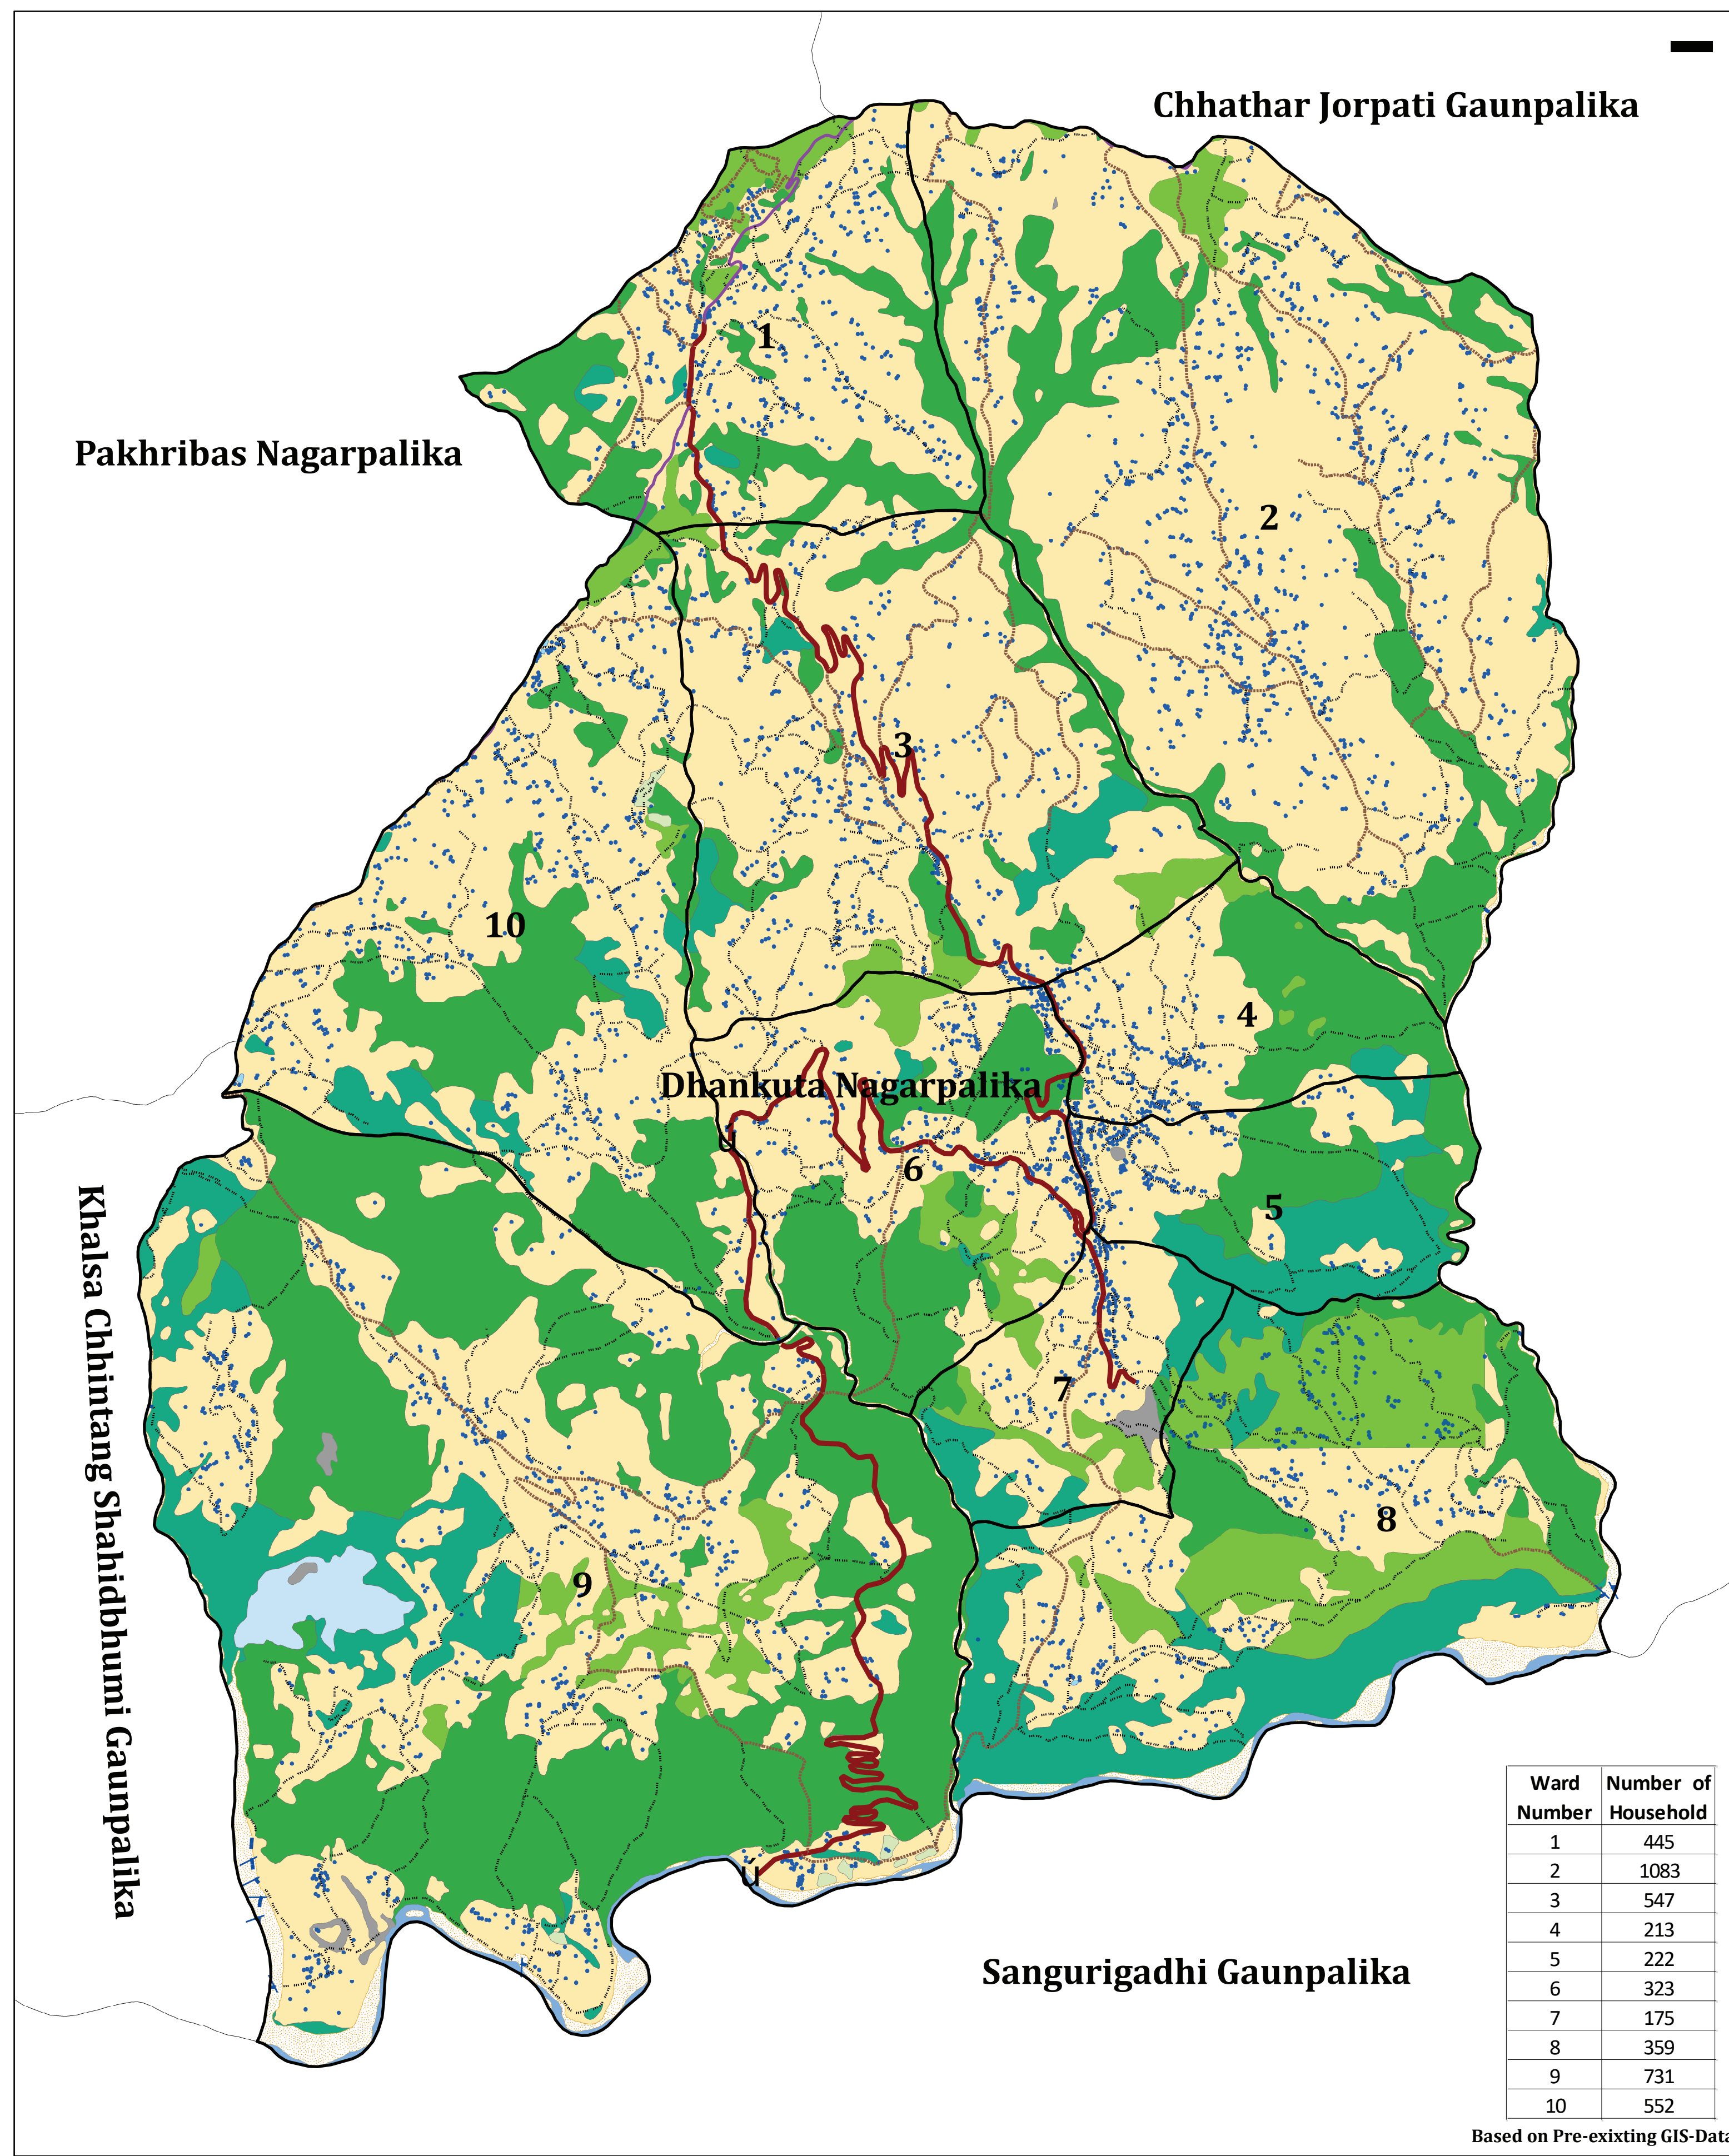 Chhathar Jorpati Gaunpalika
1
Pakhribas Nagarpalika
2
3
10
4
Dhankuta Nagarpalika
Ú
6
5
Khalsa Chhintang Shahidbhumi Gaunpalika
7
8
9
Ú
Sangurigadhi Gaunpalika
Ward Number Number of Household
1 445
2 1083
3 547
4 213
5 222
6 323
7 175
8 359
9 731
10 552
Based on Pre-exixting GIS-Data